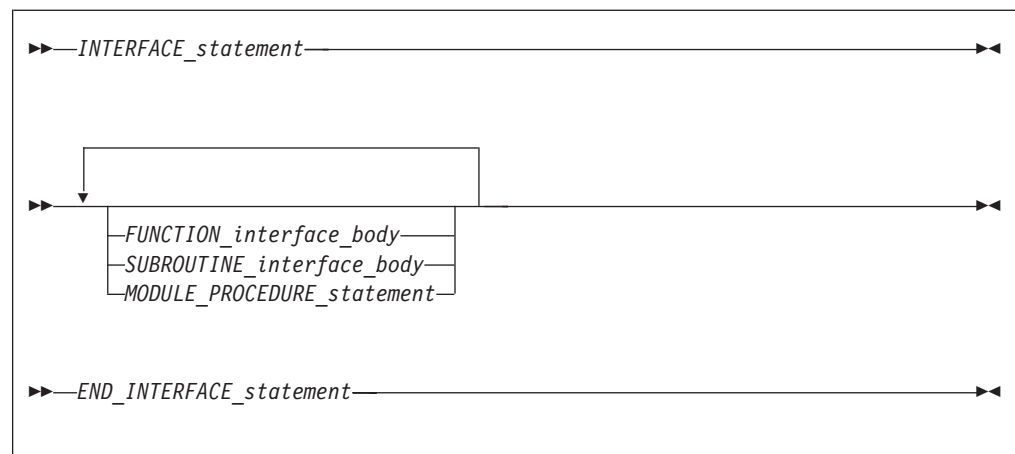 INTERFACE_statement
FUNCTION_interface_body
SUBROUTINE_interface_body
MODULE_PROCEDURE_statement
END_INTERFACE_statement